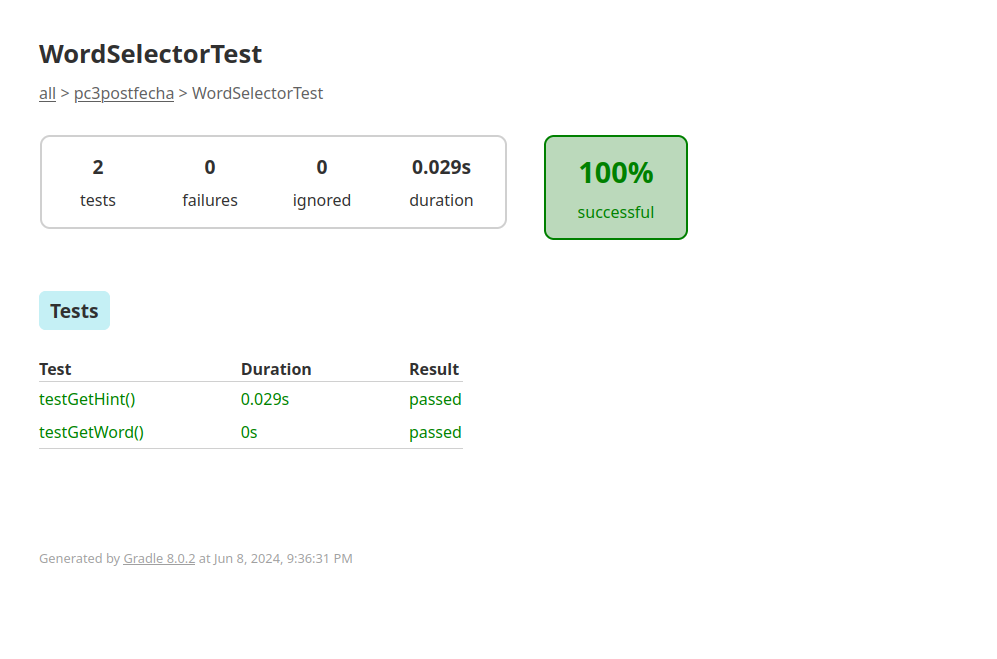 WordSelectorTest
all > pc3postfecha > WordSelectorTest
2 0 0 0.029s 100%
tests failures ignored duration successful
Tests
Test Duration Result
testGetHint() 0.029s passed
testGetWord() 0s passed
Generated by Gradle 8.0.2 at Jun 8, 2024, 9:36:31 PM